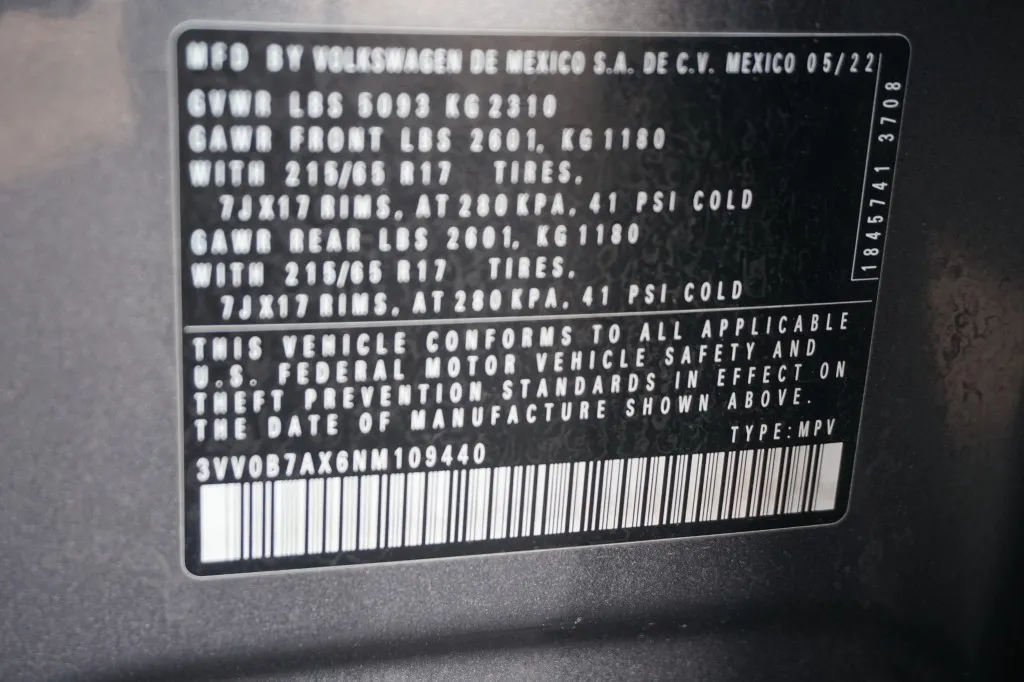 MFD BY VOLKSWAGEN DE MEXICO S.A. DE C.V. MEXICO 05/22
GVWR LBS 5093 KG 2310
GAWR FRONT LBS 2601, KG 1180
WITH 215/65 R17 TIRES,
7JX17 RIMS, AT 280 KPA, 41 PSI COLD
GAWR REAR LBS 2601, KG 1180
WITH 215/65 R17 TIRES,
7JX17 RIMS, AT 280 KPA, 41 PSI COLD
1845741 3708
THIS VEHICLE CONFORMS TO ALL APPLICABLE
U.S. FEDERAL MOTOR VEHICLE SAFETY AND
THEFT PREVENTION STANDARDS IN EFFECT ON
THE DATE OF MANUFACTURE SHOWN ABOVE.
TYPE:MPV
3VV0B7AX6NM109440